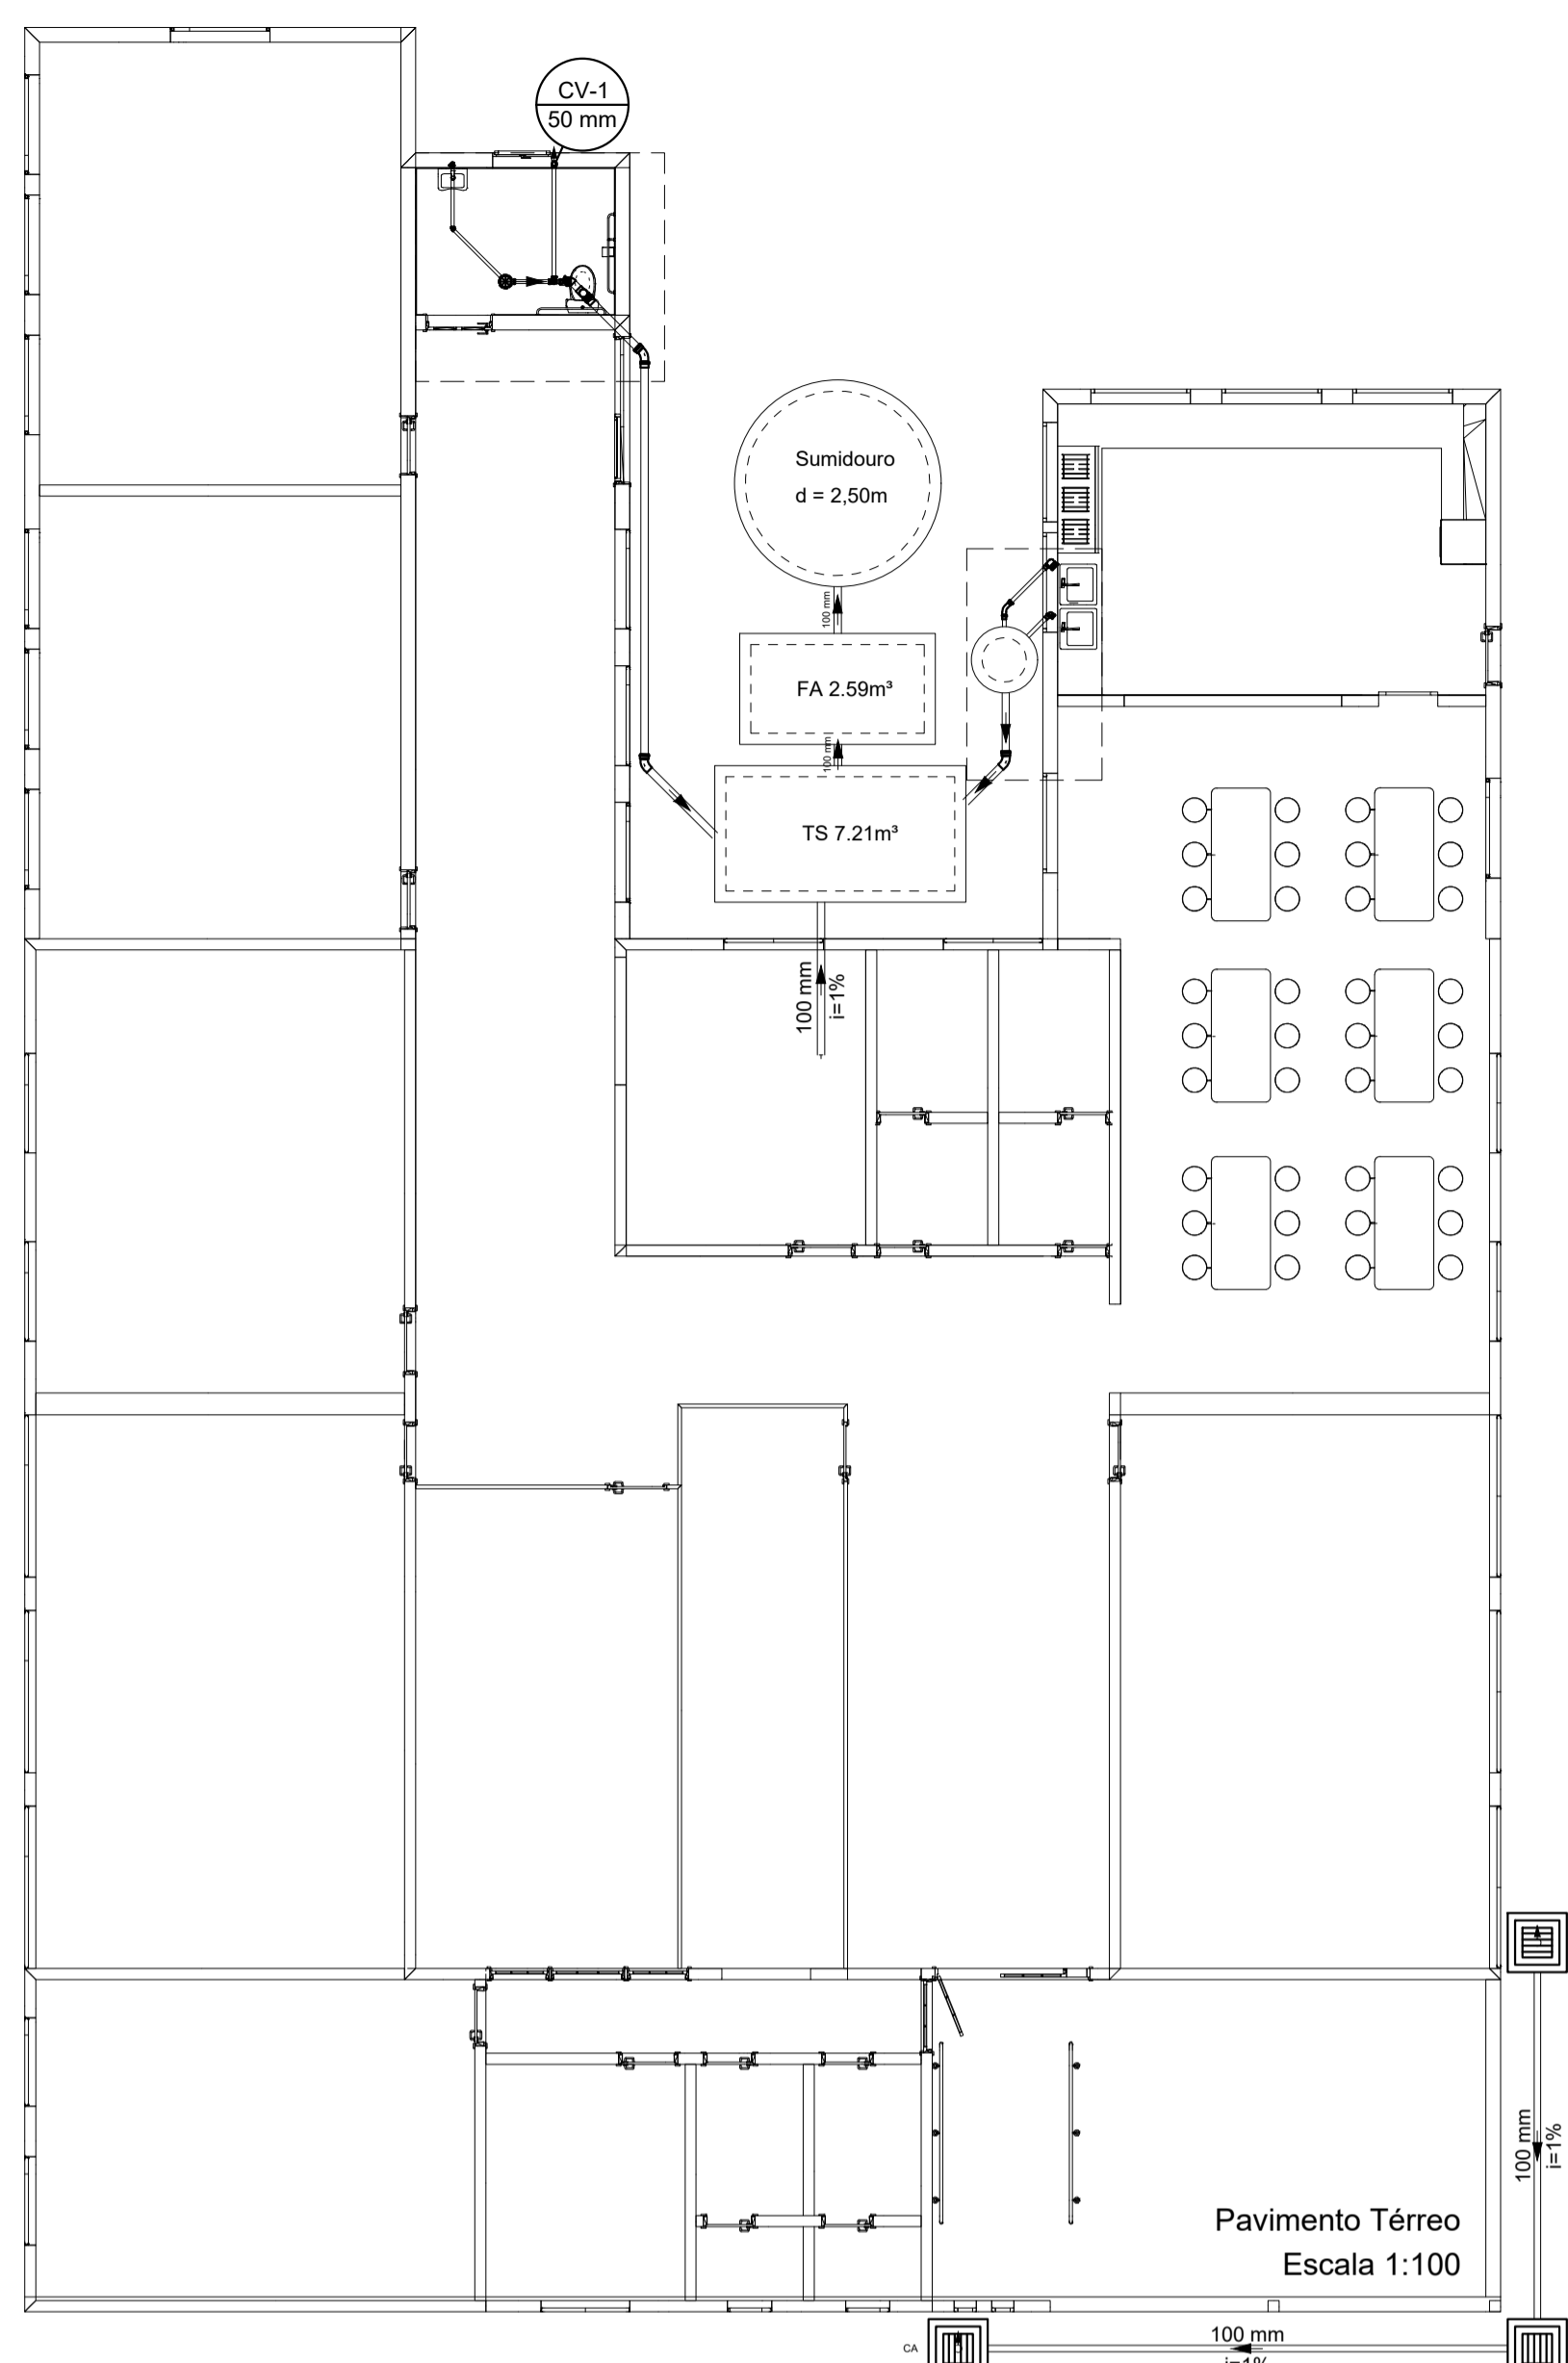 CV-1
50 mm
Sumidouro
d = 2,50m
100 mm
FA 2.59m³
100 mm
TS 7.21m³
100 mm
i=1%
100 mm
i=1%
Pavimento Térreo
Escala 1:100
CA
100 mm
i=1%